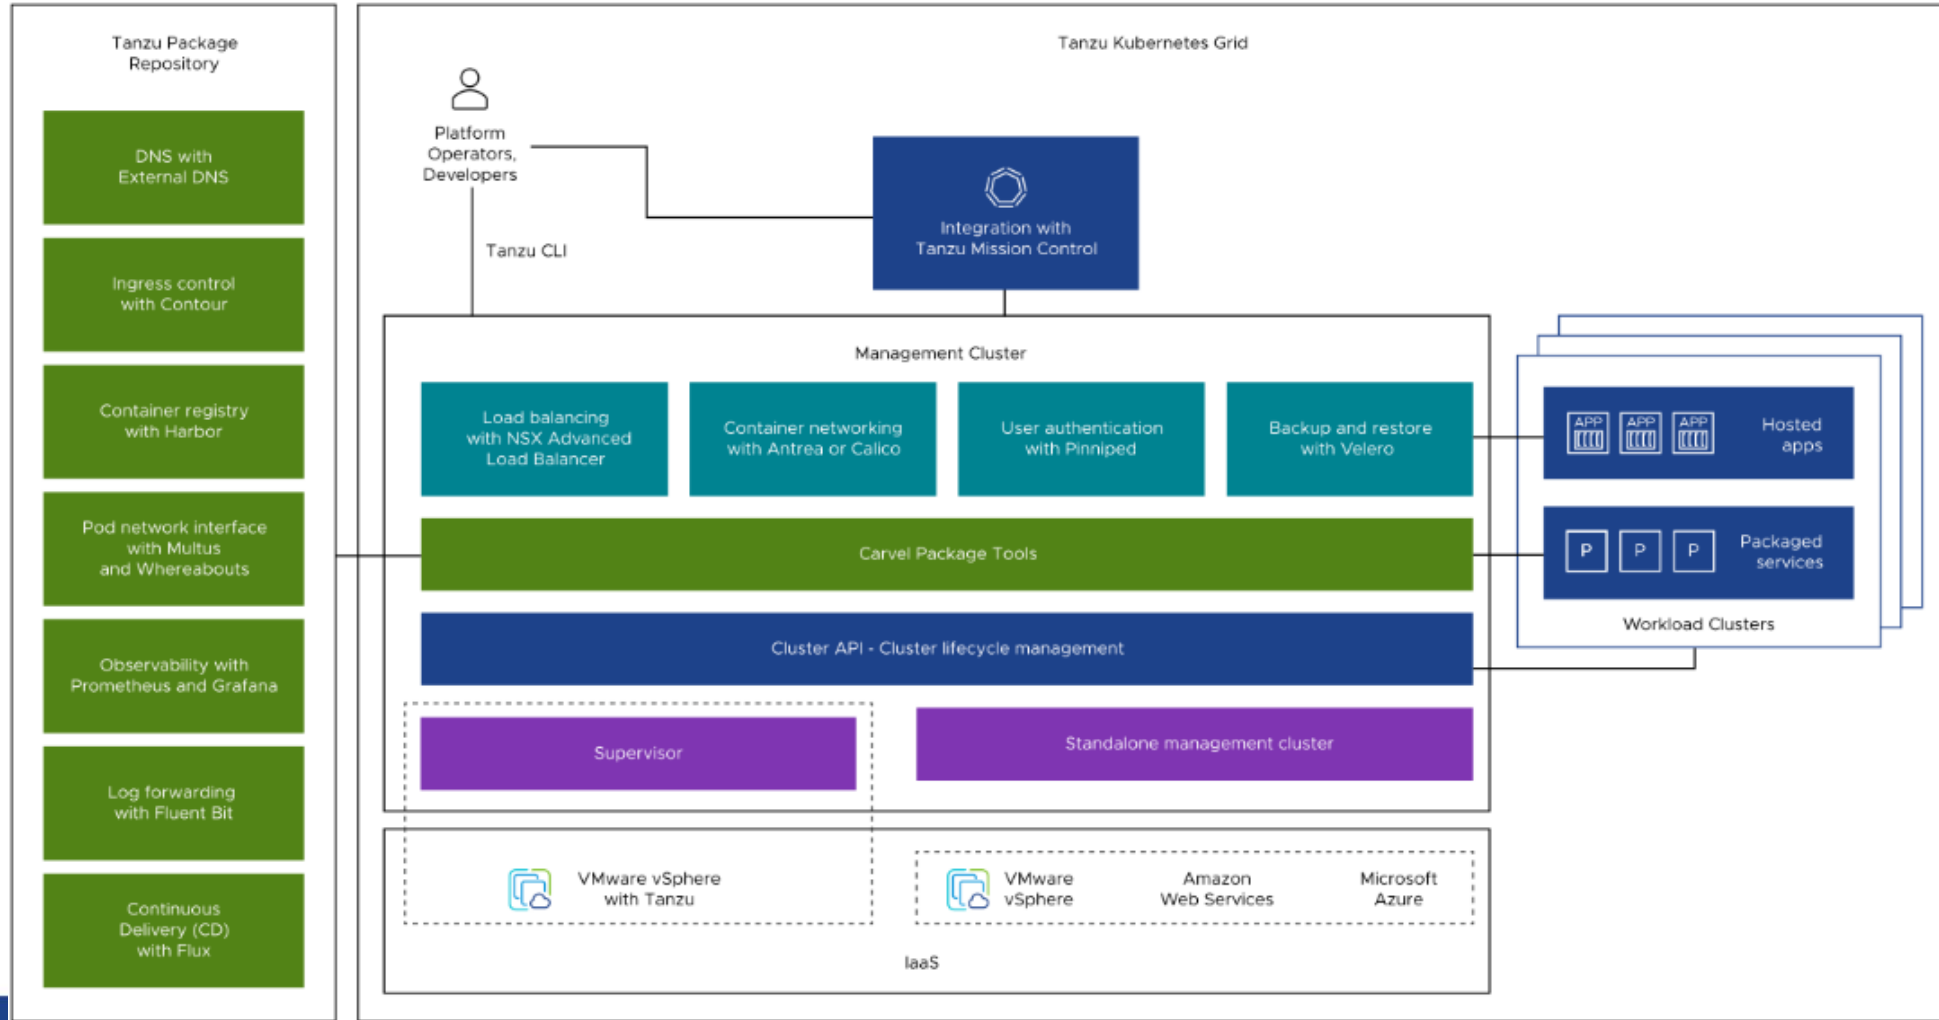 Tanzu Package
Repository
DNS with
External DNS
Ingress control
with Contour
Container registry
with Harbor
Pod network interface
with Multus
and Whereabouts
Observability with
Prometheus and Grafana
Log forwarding
with Fluent Bit
Continuous
Delivery (CD)
with Flux
Tanzu Kubernetes Grid
Platform
Operators,
Developers
Tanzu CLI
Integration with
Tanzu Mission Control
Management Cluster
Load balancing
with NSX Advanced
Load Balancer
Container networking
with Antrea or Calico
User authentication
with Pinniped
Backup and restore
with Velero
Carvel Package Tools
Cluster API - Cluster lifecycle management
Supervisor
Standalone management cluster
VMware vSphere
with Tanzu
VMware
vSphere
Amazon
Web Services
Microsoft
Azure
IaaS
APP APP APP
Hosted
apps
P P P
Packaged
services
Workload Clusters